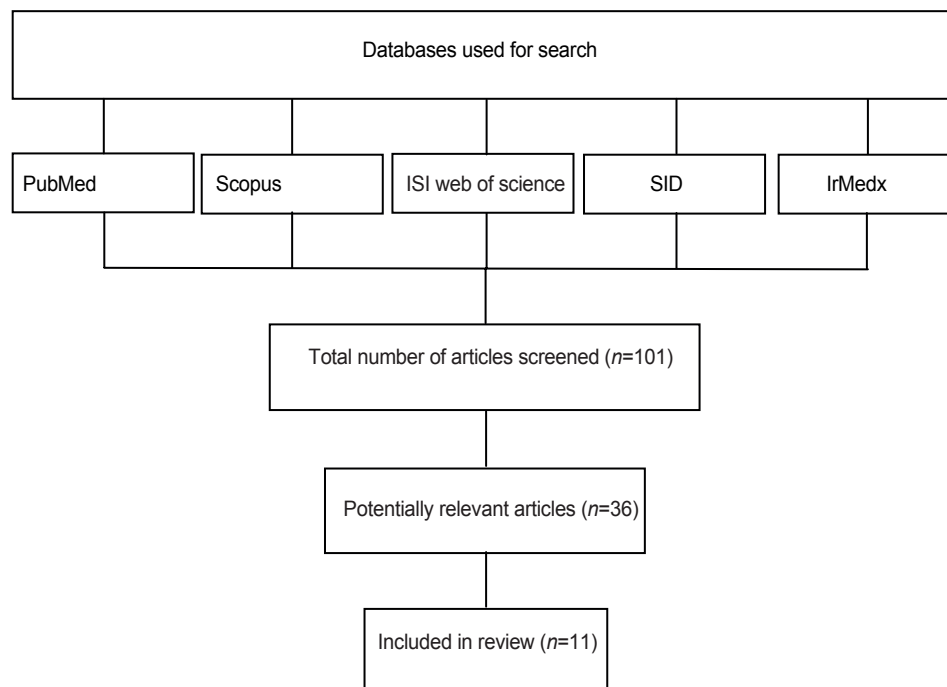 Databases used for search
PubMed
Scopus
ISI web of science
SID
IrMedx
Total number of articles screened (n=101)
Potentially relevant articles (n=36)
Included in review (n=11)